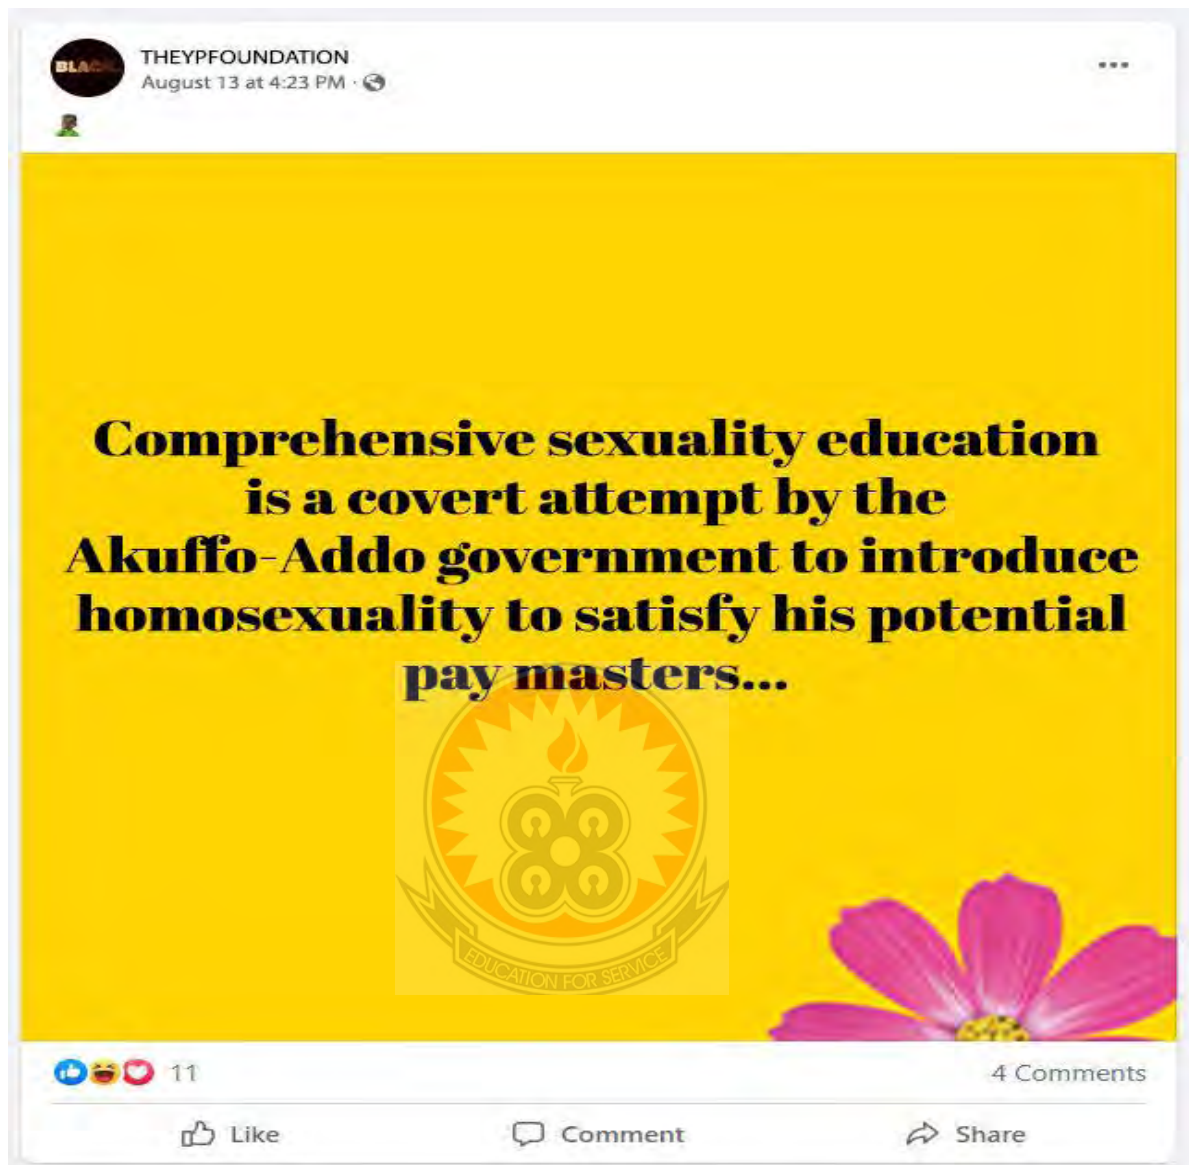 BLAC
THEYPFOUNDATION
August 13 at 4:23 PM ·
Comprehensive sexuality education
is a covert attempt by the
Akuffo-Addo government to introduce
homosexuality to satisfy his potential
pay masters...
EDUCATION FOR SERVICE
11
4 Comments
Like
Comment
Share